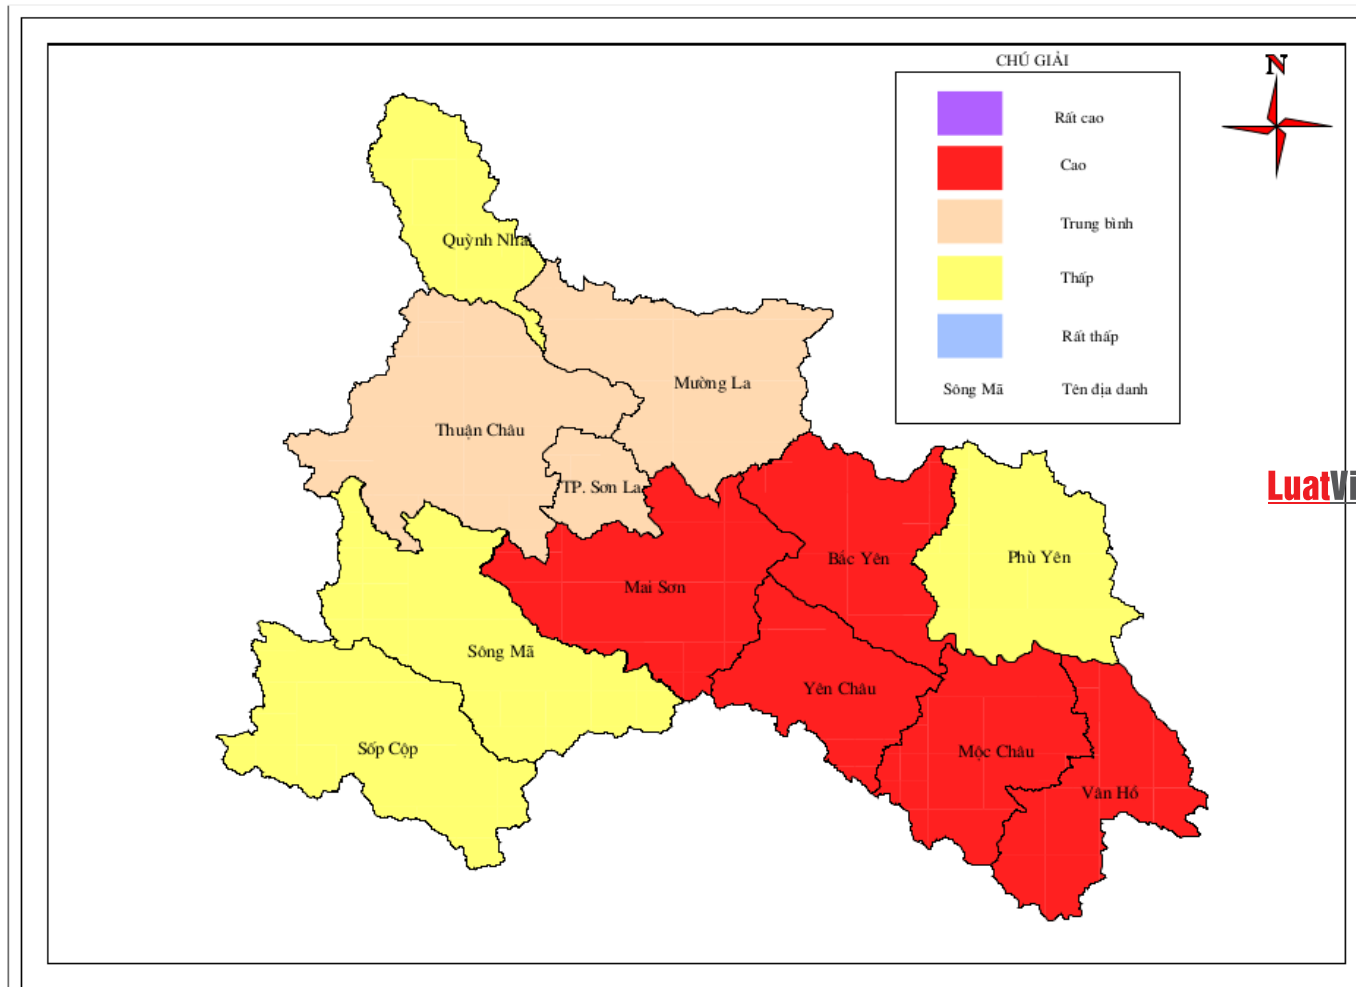 CHÚ GIẢI
N
Rất cao
Cao
Trung bình
Thấp
Rất thấp
Sông Mã Tên địa danh
Quỳnh Nhai
Mường La
Thuận Châu
TP. Sơn La
LuatVi
Bắc Yên
Phù Yên
Mai Sơn
Sông Mã
Yên Châu
Sốp Cộp
Mộc Châu
Vân Hồ